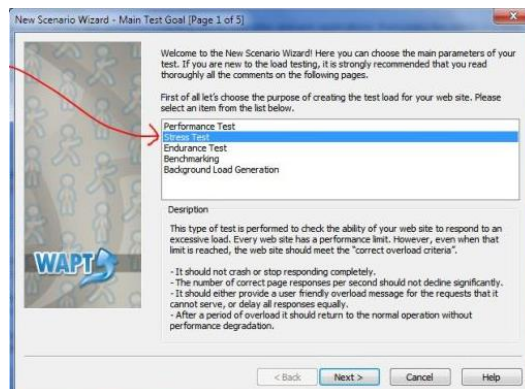 New Scenario Wizard - Main Test Goal [Page 1 of 5]
Welcome to the New Scenario Wizard! Here you can choose the main parameters of your
test. If you are new to the load testing, it is strongly recommended that you read
thoroughly all the comments on the following pages.
First of all let's choose the purpose of creating the test load for your web site. Please
select an item from the list below.
Performance Test
Stress Test
Endurance Test
Benchmarking
Background Load Generation
Desription
This type of test is performed to check the ability of your web site to respond to an
excessive load. Every web site has a performance limit. However, even when that
limit is reached, the web site should meet the "correct overload criteria".
- It should not crash or stop responding completely.
- The number of correct page responses per second should not decline significantly.
- It should either provide a user friendly overload message for the requests that it
cannot serve, or delay all responses equally.
- After a period of overload it should return to the normal operation without
performance degradation.
WAPT
< Back
Next >
Cancel
Help